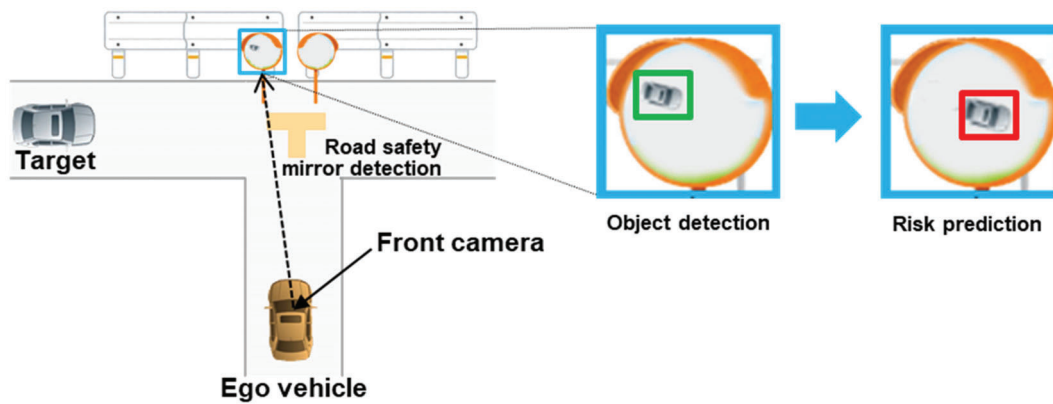 Target
Road safety
mirror detection
Front camera
Ego vehicle
Object detection
Risk prediction